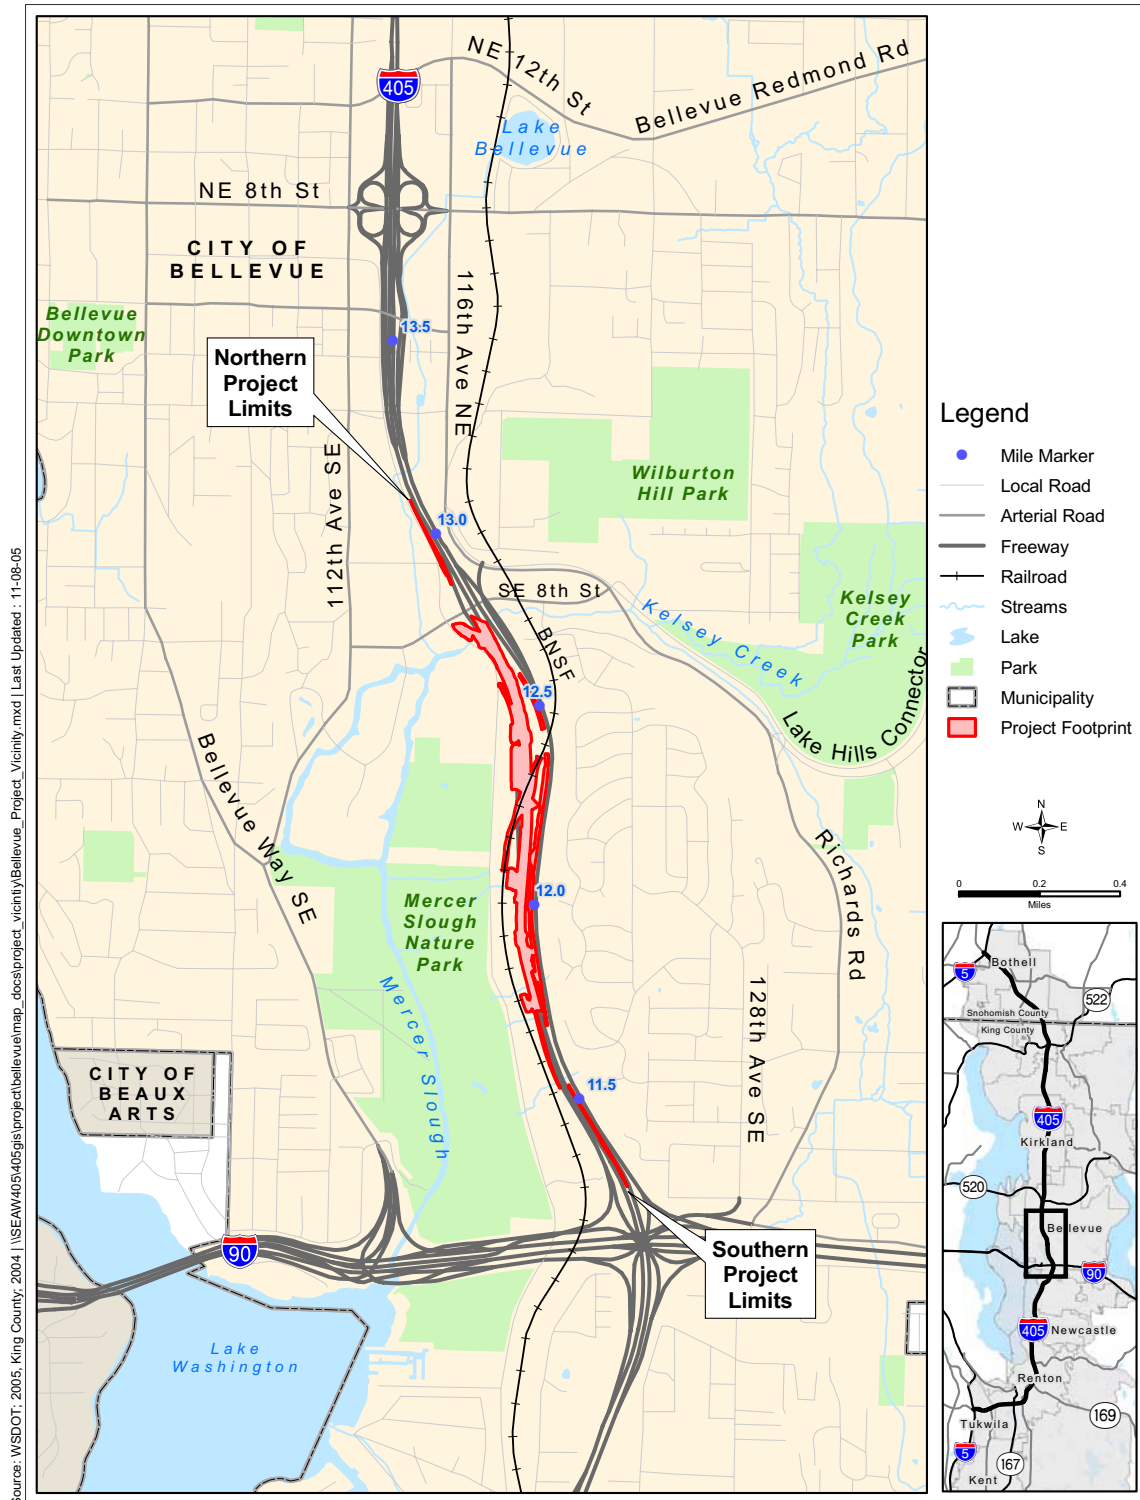 NE 12th St
Bellevue Redmond Rd
405
Lake
Bellevue
NE 8th St
CITY OF
BELLEVUE
116th Ave NE
Bellevue
Downtown
Park
13.5
Northern
Project
Limits
112th Ave SE
Wilburton
Hill Park
13.0
SE 8th St
Kelsey Creek
Kelsey
Creek
Park
BNSF
12.5
Lake Hills Connector
Bellevue Way SE
Richards Rd
12.0
Mercer
Slough
Nature
Park
Mercer Slough
128th Ave SE
CITY OF
BEAUX
ARTS
11.5
90
Southern
Project
Limits
Lake
Washington
Legend
Mile Marker
Local Road
Arterial Road
Freeway
Railroad
Streams
Lake
Park
Municipality
Project Footprint
N
W E
S
0 0.2 0.4
Miles
Bothell
5
522
Snohomish County
King County
405
Kirkland
520
Bellevue
90
405
Newcastle
Renton
169
Tukwila
5
167
Kent
Source: WSDOT; 2005, King County; 2004 | \\SEAW405\405gis\project\bellevue\map_docs\project_vicintiy\Bellevue_Project_Vicinity.mxd | Last Updated : 11-08-05